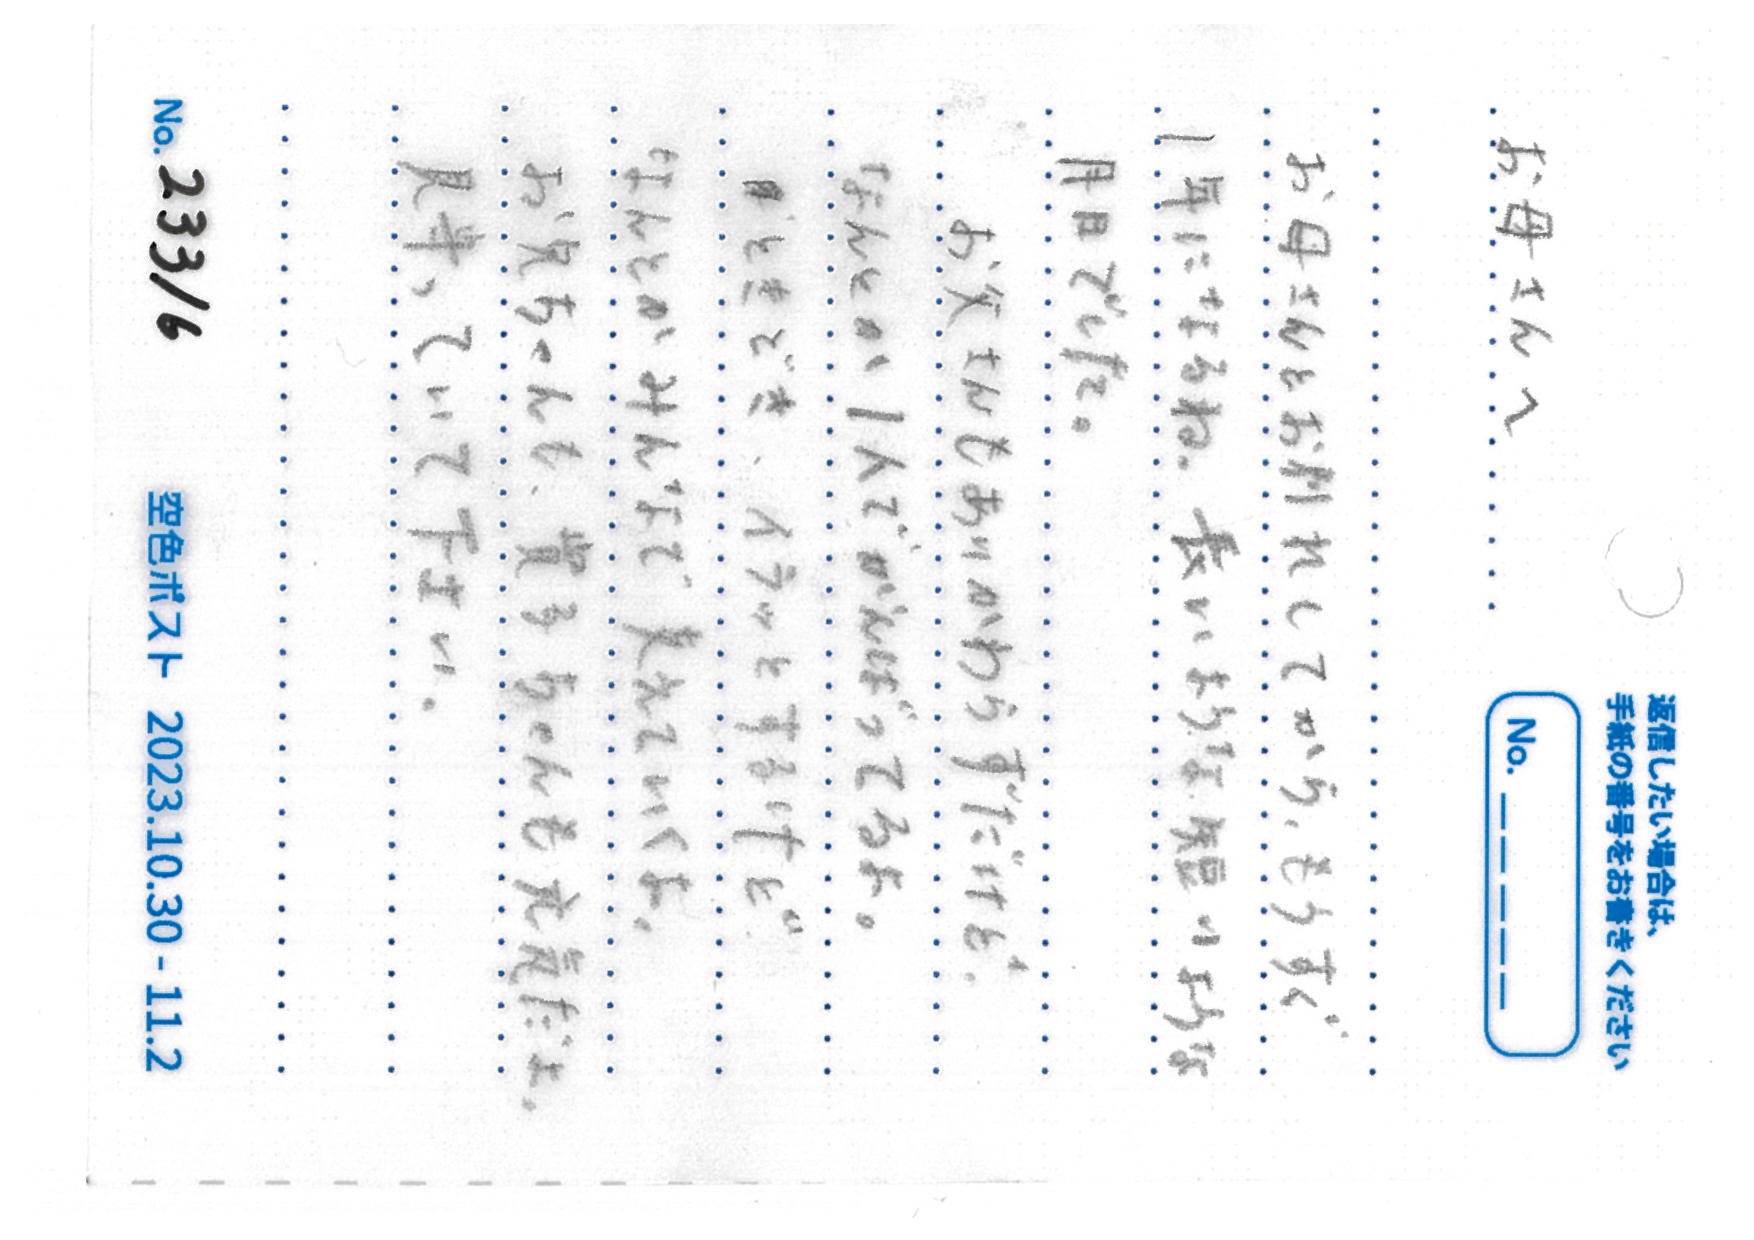 返信したい場合は、
手紙の番号をお書きください
No. _ _ _ _ _
お母さんへ
お母さんとお別れしてから、もうすぐ
1年になるね。長いような短いような
月日でした。
お父さんもあいかわらずだけど、
なんとか1人でがんばってるよ。
ときどき、イラッとするけど
なんとかみんなで支えていくよ。
お兄ちゃんも、貴子ちゃんも元気だよ。
見守っていて下さい。
No. 233/6
空色ポスト 2023.10.30 - 11.2